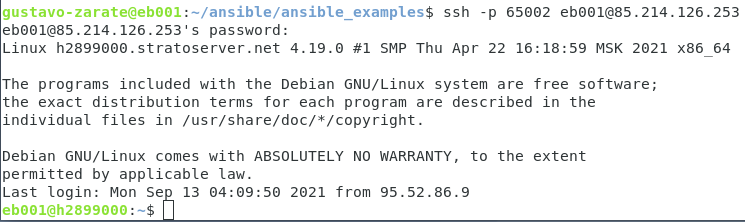 gustavo-zarate@eb001:~/ansible/ansible_examples$ ssh -p 65002 eb001@85.214.126.253
eb001@85.214.126.253's password:
Linux h2899000.stratoserver.net 4.19.0 #1 SMP Thu Apr 22 16:18:59 MSK 2021 x86_64
The programs included with the Debian GNU/Linux system are free software;
the exact distribution terms for each program are described in the
individual files in /usr/share/doc/*/copyright.
Debian GNU/Linux comes with ABSOLUTELY NO WARRANTY, to the extent
permitted by applicable law.
Last login: Mon Sep 13 04:09:50 2021 from 95.52.86.9
eb001@h2899000:~$